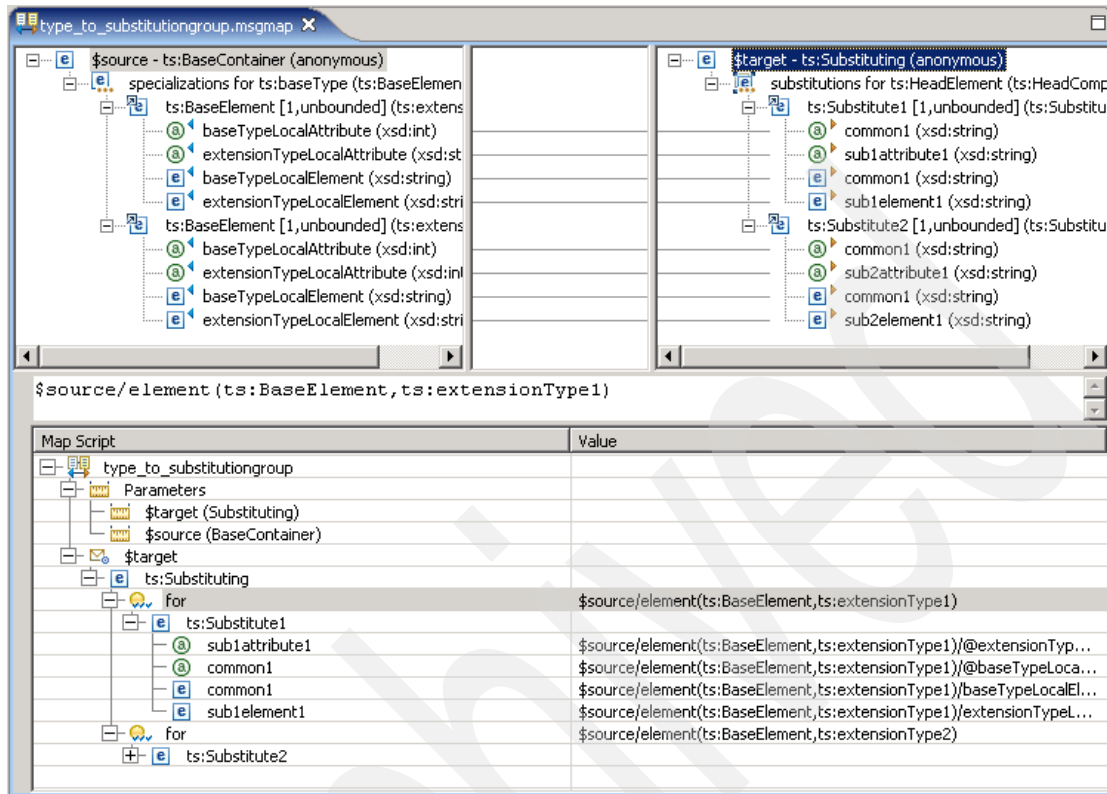 type_to_substitutiongroup.msgmap
$source - ts:BaseContainer (anonymous)
specializations for ts:baseType (ts:BaseElemen
ts:BaseElement [1,unbounded] (ts:extens
baseTypeLocalAttribute (xsd:int)
extensionTypeLocalAttribute (xsd:st
baseTypeLocalElement (xsd:string)
extensionTypeLocalElement (xsd:stri
ts:BaseElement [1,unbounded] (ts:extens
baseTypeLocalAttribute (xsd:int)
extensionTypeLocalAttribute (xsd:int
baseTypeLocalElement (xsd:string)
extensionTypeLocalElement (xsd:stri
$target - ts:Substituting (anonymous)
substitutions for ts:HeadElement (ts:HeadComp
ts:Substitute1 [1,unbounded] (ts:Substitu
common1 (xsd:string)
sub1attribute1 (xsd:string)
common1 (xsd:string)
sub1element1 (xsd:string)
ts:Substitute2 [1,unbounded] (ts:Substitu
common1 (xsd:string)
sub2attribute1 (xsd:string)
common1 (xsd:string)
sub2element1 (xsd:string)
$source/element(ts:BaseElement,ts:extensionType1)
Map Script Value
type_to_substitutiongroup
Parameters
$target (Substituting)
$source (BaseContainer)
$target
ts:Substituting
for $source/element(ts:BaseElement,ts:extensionType1)
ts:Substitute1
sub1attribute1 $source/element(ts:BaseElement,ts:extensionType1)/@extensionTyp...
common1 $source/element(ts:BaseElement,ts:extensionType1)/@baseTypeLoca...
common1 $source/element(ts:BaseElement,ts:extensionType1)/baseTypeLocalEl...
sub1element1 $source/element(ts:BaseElement,ts:extensionType1)/extensionTypeL...
for $source/element(ts:BaseElement,ts:extensionType2)
ts:Substitute2